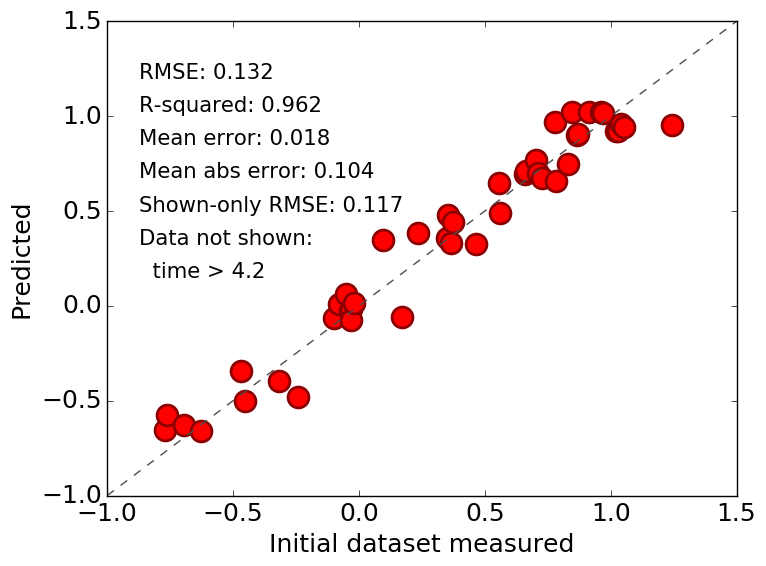 1.5
1.0
0.5
0.0
−0.5
−1.0
Predicted
RMSE: 0.132
R-squared: 0.962
Mean error: 0.018
Mean abs error: 0.104
Shown-only RMSE: 0.117
Data not shown:
time > 4.2
−1.0 −0.5 0.0 0.5 1.0 1.5
Initial dataset measured